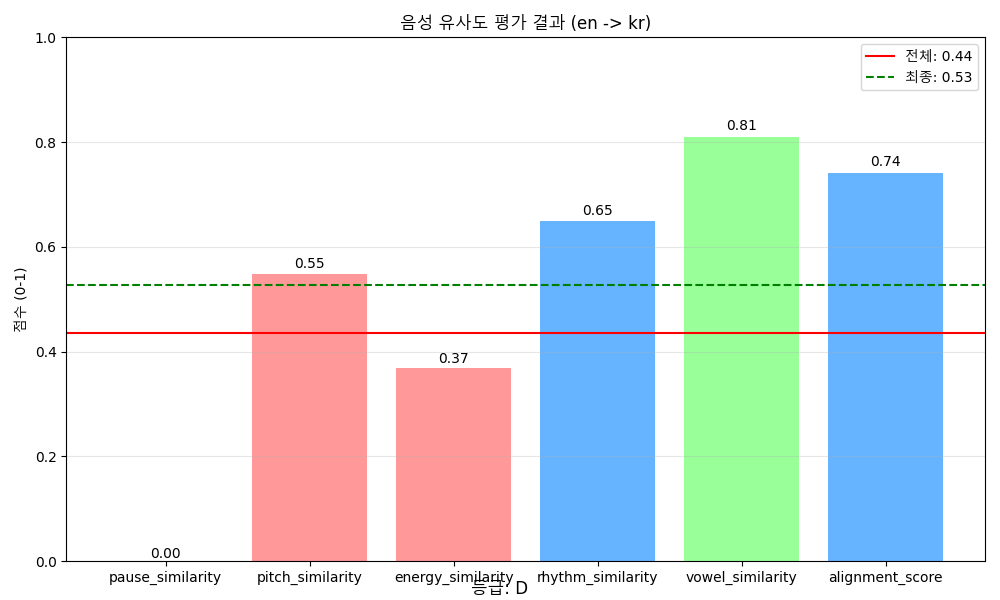 음성 유사도 평가 결과 (en -> kr)
전체: 0.44
최종: 0.53
점수 (0-1)
1.0
0.8
0.6
0.4
0.2
0.0
0.00
0.55
0.37
0.65
0.81
0.74
pause_similarity
pitch_similarity
energy_similarity
rhythm_similarity
vowel_similarity
alignment_score
등급: D